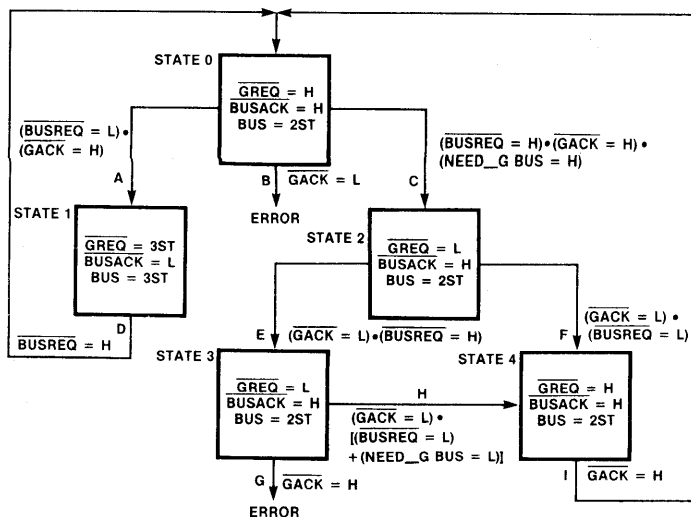 STATE 0
GREQ = H
BUSACK = H
BUS = 2ST
(BUSREQ = L) •
(GACK = H)
A
B
GACK = L
ERROR
C
(BUSREQ = H) • (GACK = H) •
(NEED__G BUS = H)
STATE 1
GREQ = 3ST
BUSACK = L
BUS = 3ST
D
BUSREQ = H
STATE 2
GREQ = L
BUSACK = H
BUS = 2ST
E
(GACK = L) • (BUSREQ = H)
F
(GACK = L) •
(BUSREQ = L)
STATE 3
GREQ = L
BUSACK = H
BUS = 2ST
H
(GACK = L) •
[(BUSREQ = L)
+ (NEED__G BUS = L)]
G
GACK = H
ERROR
STATE 4
GREQ = H
BUSACK = H
BUS = 2ST
I
GACK = H